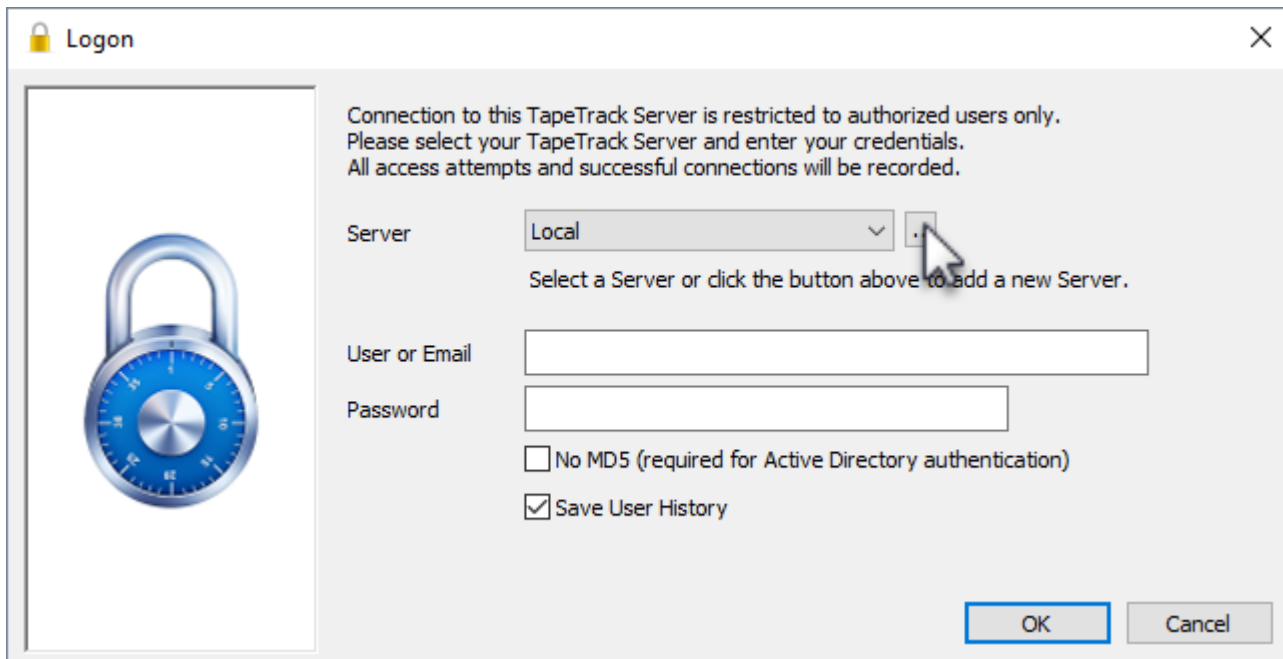 Logon
Connection to this TapeTrack Server is restricted to authorized users only.
Please select your TapeTrack Server and enter your credentials.
All access attempts and successful connections will be recorded.
Server
Local
Select a Server or click the button above to add a new Server.
User or Email
Password
No MD5 (required for Active Directory authentication)
Save User History
OK
Cancel